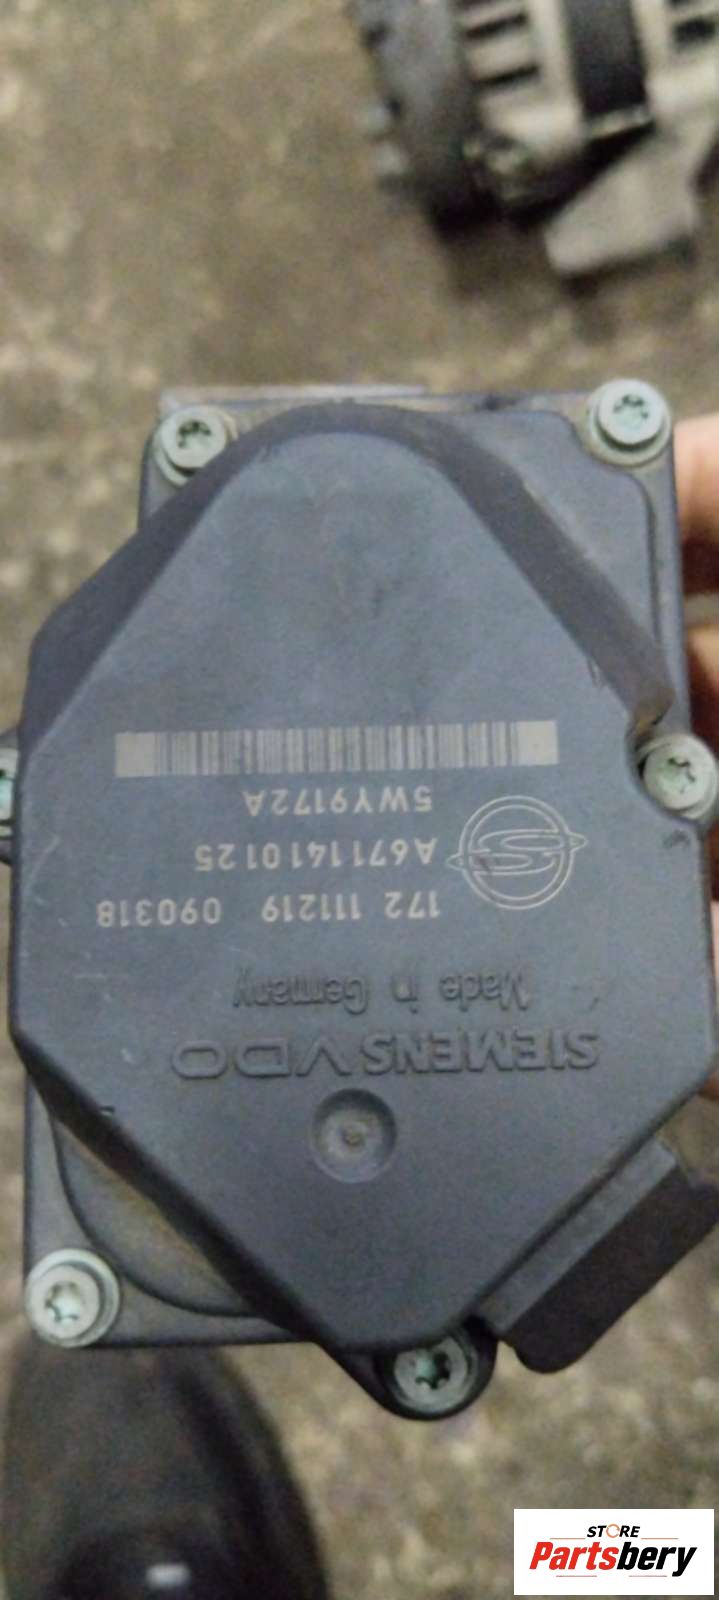 SIEMENS VDO
Made in Germany
172 111219 090318
A6711410125
5WY9172A
STORE
Partsbery